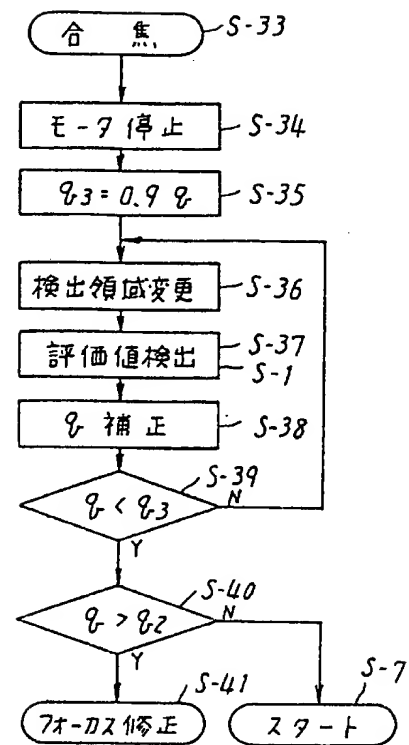 合焦 S-33
モータ停止 S-34
q3=0.9q S-35
検出領域変更 S-36
評価値検出 S-37
S-1
q 補正 S-38
S-39
q<q3 N
Y
S-40
q>q2 N
Y
S-41 S-7
フォーカス修正 スタート